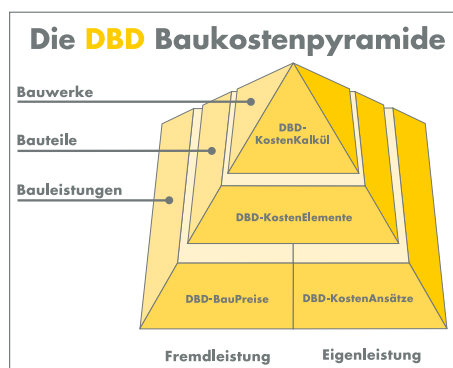 Die DBD Baukostenpyramide
Bauwerke
Bauteile
Bauleistungen
DBD-
KostenKalkül
DBD-KostenElemente
DBD-BauPreise
DBD-KostenAnsätze
Fremdleistung
Eigenleistung